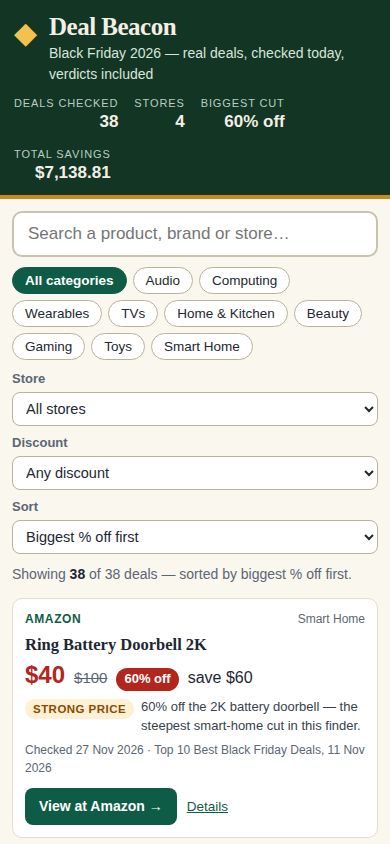 Deal Beacon
Black Friday 2026 — real deals, checked today,
verdicts included
DEALS CHECKED STORES BIGGEST CUT
38 4 60% off
TOTAL SAVINGS
$7,138.81
Search a product, brand or store…
All categories Audio Computing
Wearables TVs Home & Kitchen Beauty
Gaming Toys Smart Home
Store
All stores
Discount
Any discount
Sort
Biggest % off first
Showing 38 of 38 deals — sorted by biggest % off first.
AMAZON Smart Home
Ring Battery Doorbell 2K
$40 $100 60% off save $60
STRONG PRICE 60% off the 2K battery doorbell — the
steepest smart-home cut in this finder.
Checked 27 Nov 2026 · Top 10 Best Black Friday Deals, 11 Nov
2026
View at Amazon → Details